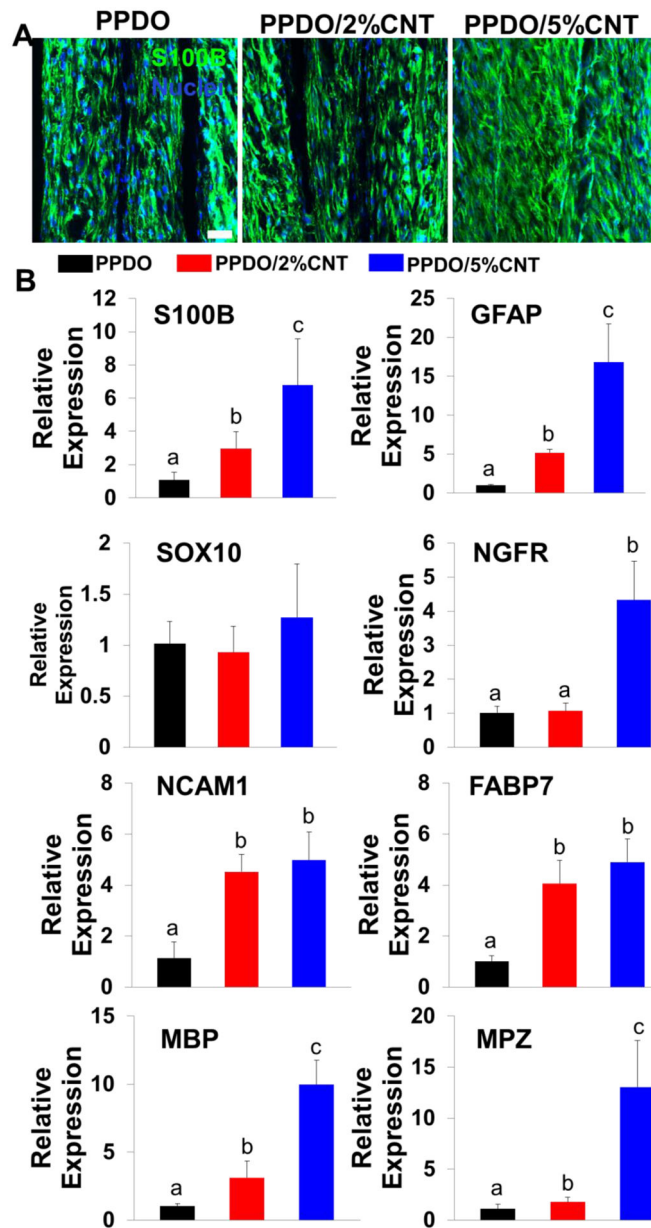 A
PPDO PPDO/2%CNT PPDO/5%CNT
S100B
Nuclei
PPDO PPDO/2%CNT PPDO/5%CNT
B
S100B
Relative Expression
12
10
8
6
4
2
0
a b c
GFAP
Relative Expression
25
20
15
10
5
0
a b c
SOX10
Relative Expression
2
1.5
1
0.5
0
NGFR
Relative Expression
6
5
4
3
2
1
0
a a b
NCAM1
Relative Expression
8
6
4
2
0
a b b
FABP7
Relative Expression
8
6
4
2
0
a b b
MBP
Relative Expression
15
10
5
0
a b c
MPZ
Relative Expression
20
15
10
5
0
a b c